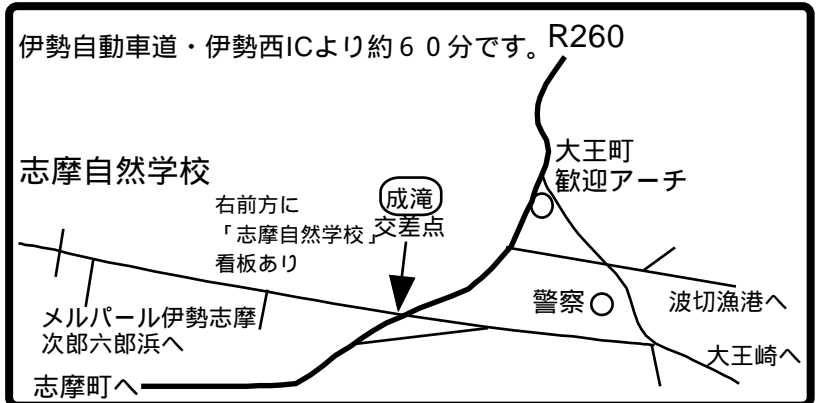 伊勢自動車道・伊勢西ICより約６０分です。
R260
志摩自然学校
大王町
歓迎アーチ
成滝
交差点
右前方に
「志摩自然学校」
看板あり
警察
波切漁港へ
大王崎へ
メルパール伊勢志摩
次郎六郎浜へ
志摩町へ